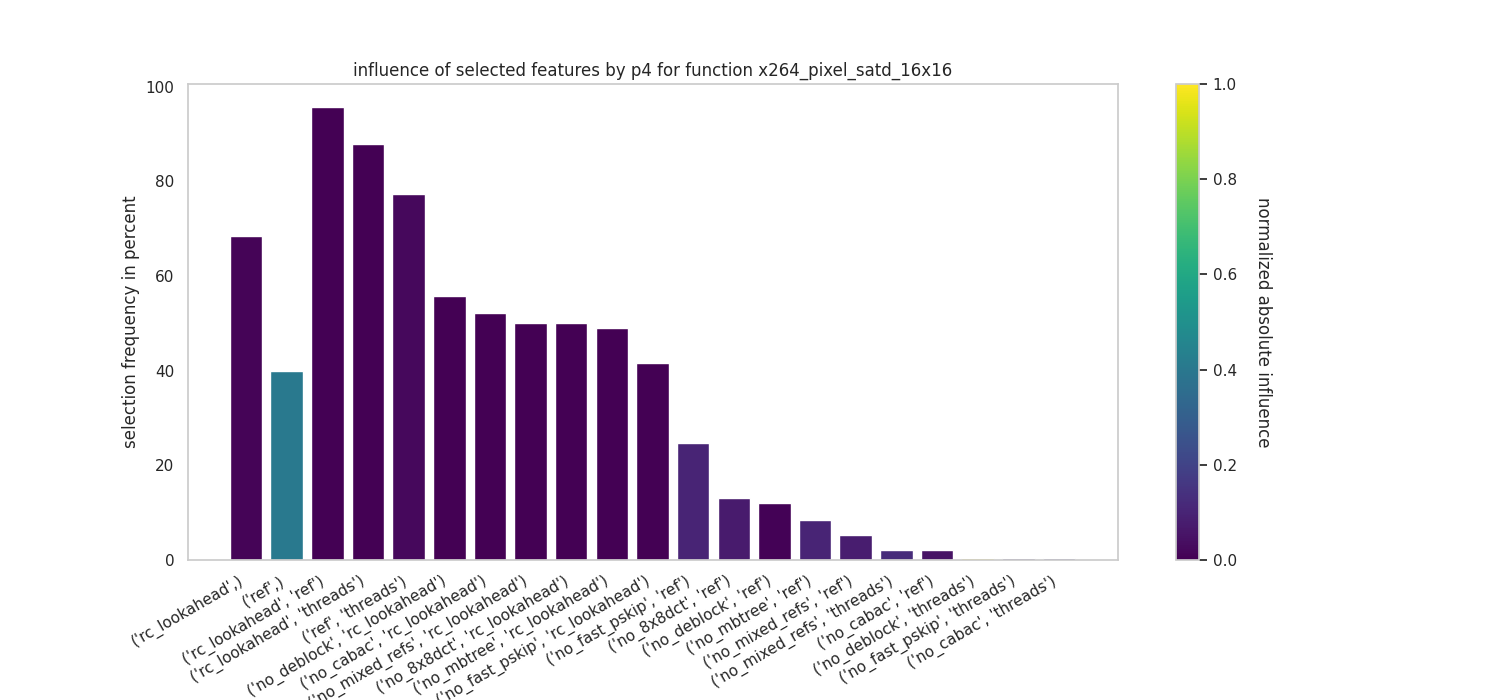 influence of selected features by p4 for function x264_pixel_satd_16x16
100
80
60
40
20
0
selection frequency in percent
('rc_lookahead',)
('ref',)
('rc_lookahead', 'ref')
('rc_lookahead', 'threads')
('ref', 'threads')
('no_deblock', 'rc_lookahead')
('no_cabac', 'rc_lookahead')
'no_mixed_refs', 'rc_lookahead')
('no_8x8dct', 'rc_lookahead')
('no_mbtree', 'rc_lookahead')
('no_fast_pskip', 'rc_lookahead')
('no_fast_pskip', 'ref')
('no_8x8dct', 'ref')
('no_deblock', 'ref')
('no_mbtree', 'ref')
('no_mixed_refs', 'ref')
('no_mixed_refs', 'threads')
('no_cabac', 'ref')
('no_deblock', 'threads')
('no_fast_pskip', 'threads')
('no_cabac', 'threads')
1.0
0.8
0.6
0.4
0.2
0.0
normalized absolute influence